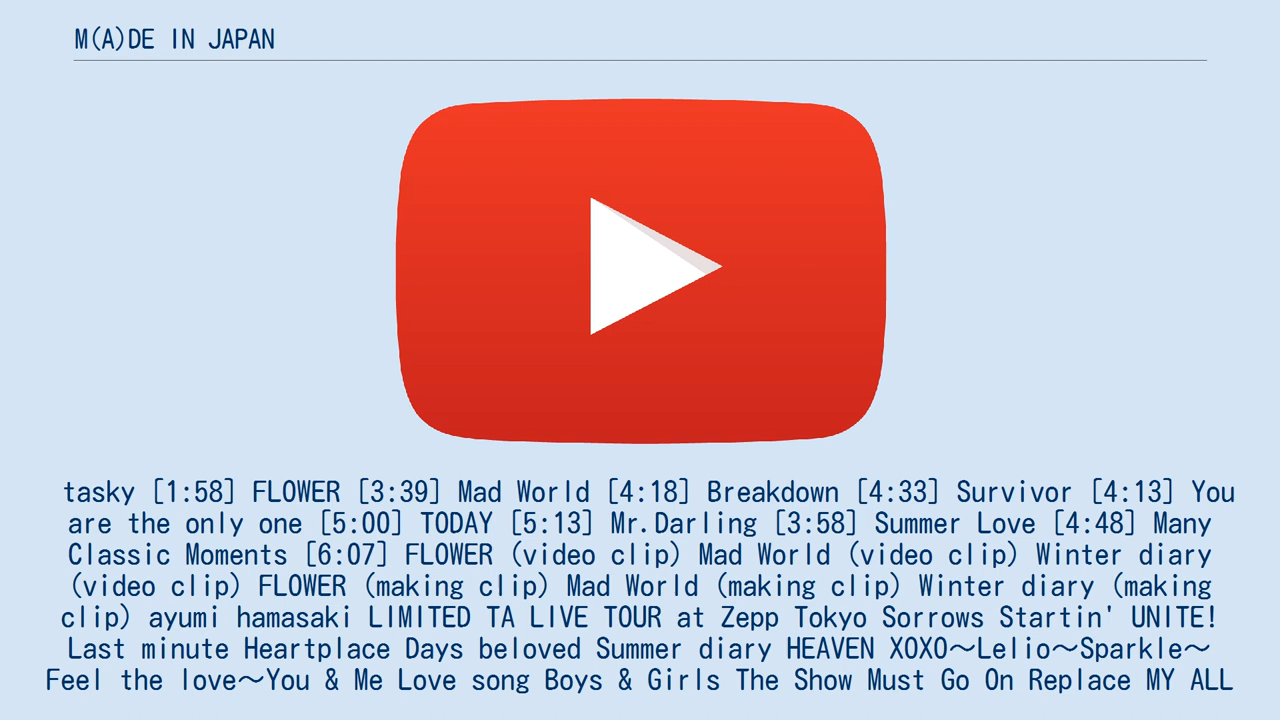 M(A)DE IN JAPAN
tasky [1:58] FLOWER [3:39] Mad World [4:18] Breakdown [4:33] Survivor [4:13] You
are the only one [5:00] TODAY [5:13] Mr.Darling [3:58] Summer Love [4:48] Many
Classic Moments [6:07] FLOWER (video clip) Mad World (video clip) Winter diary
(video clip) FLOWER (making clip) Mad World (making clip) Winter diary (making
clip) ayumi hamasaki LIMITED TA LIVE TOUR at Zepp Tokyo Sorrows Startin' UNITE!
Last minute Heartplace Days beloved Summer diary HEAVEN XOXO〜Lelio〜Sparkle〜
Feel the love〜You & Me Love song Boys & Girls The Show Must Go On Replace MY ALL